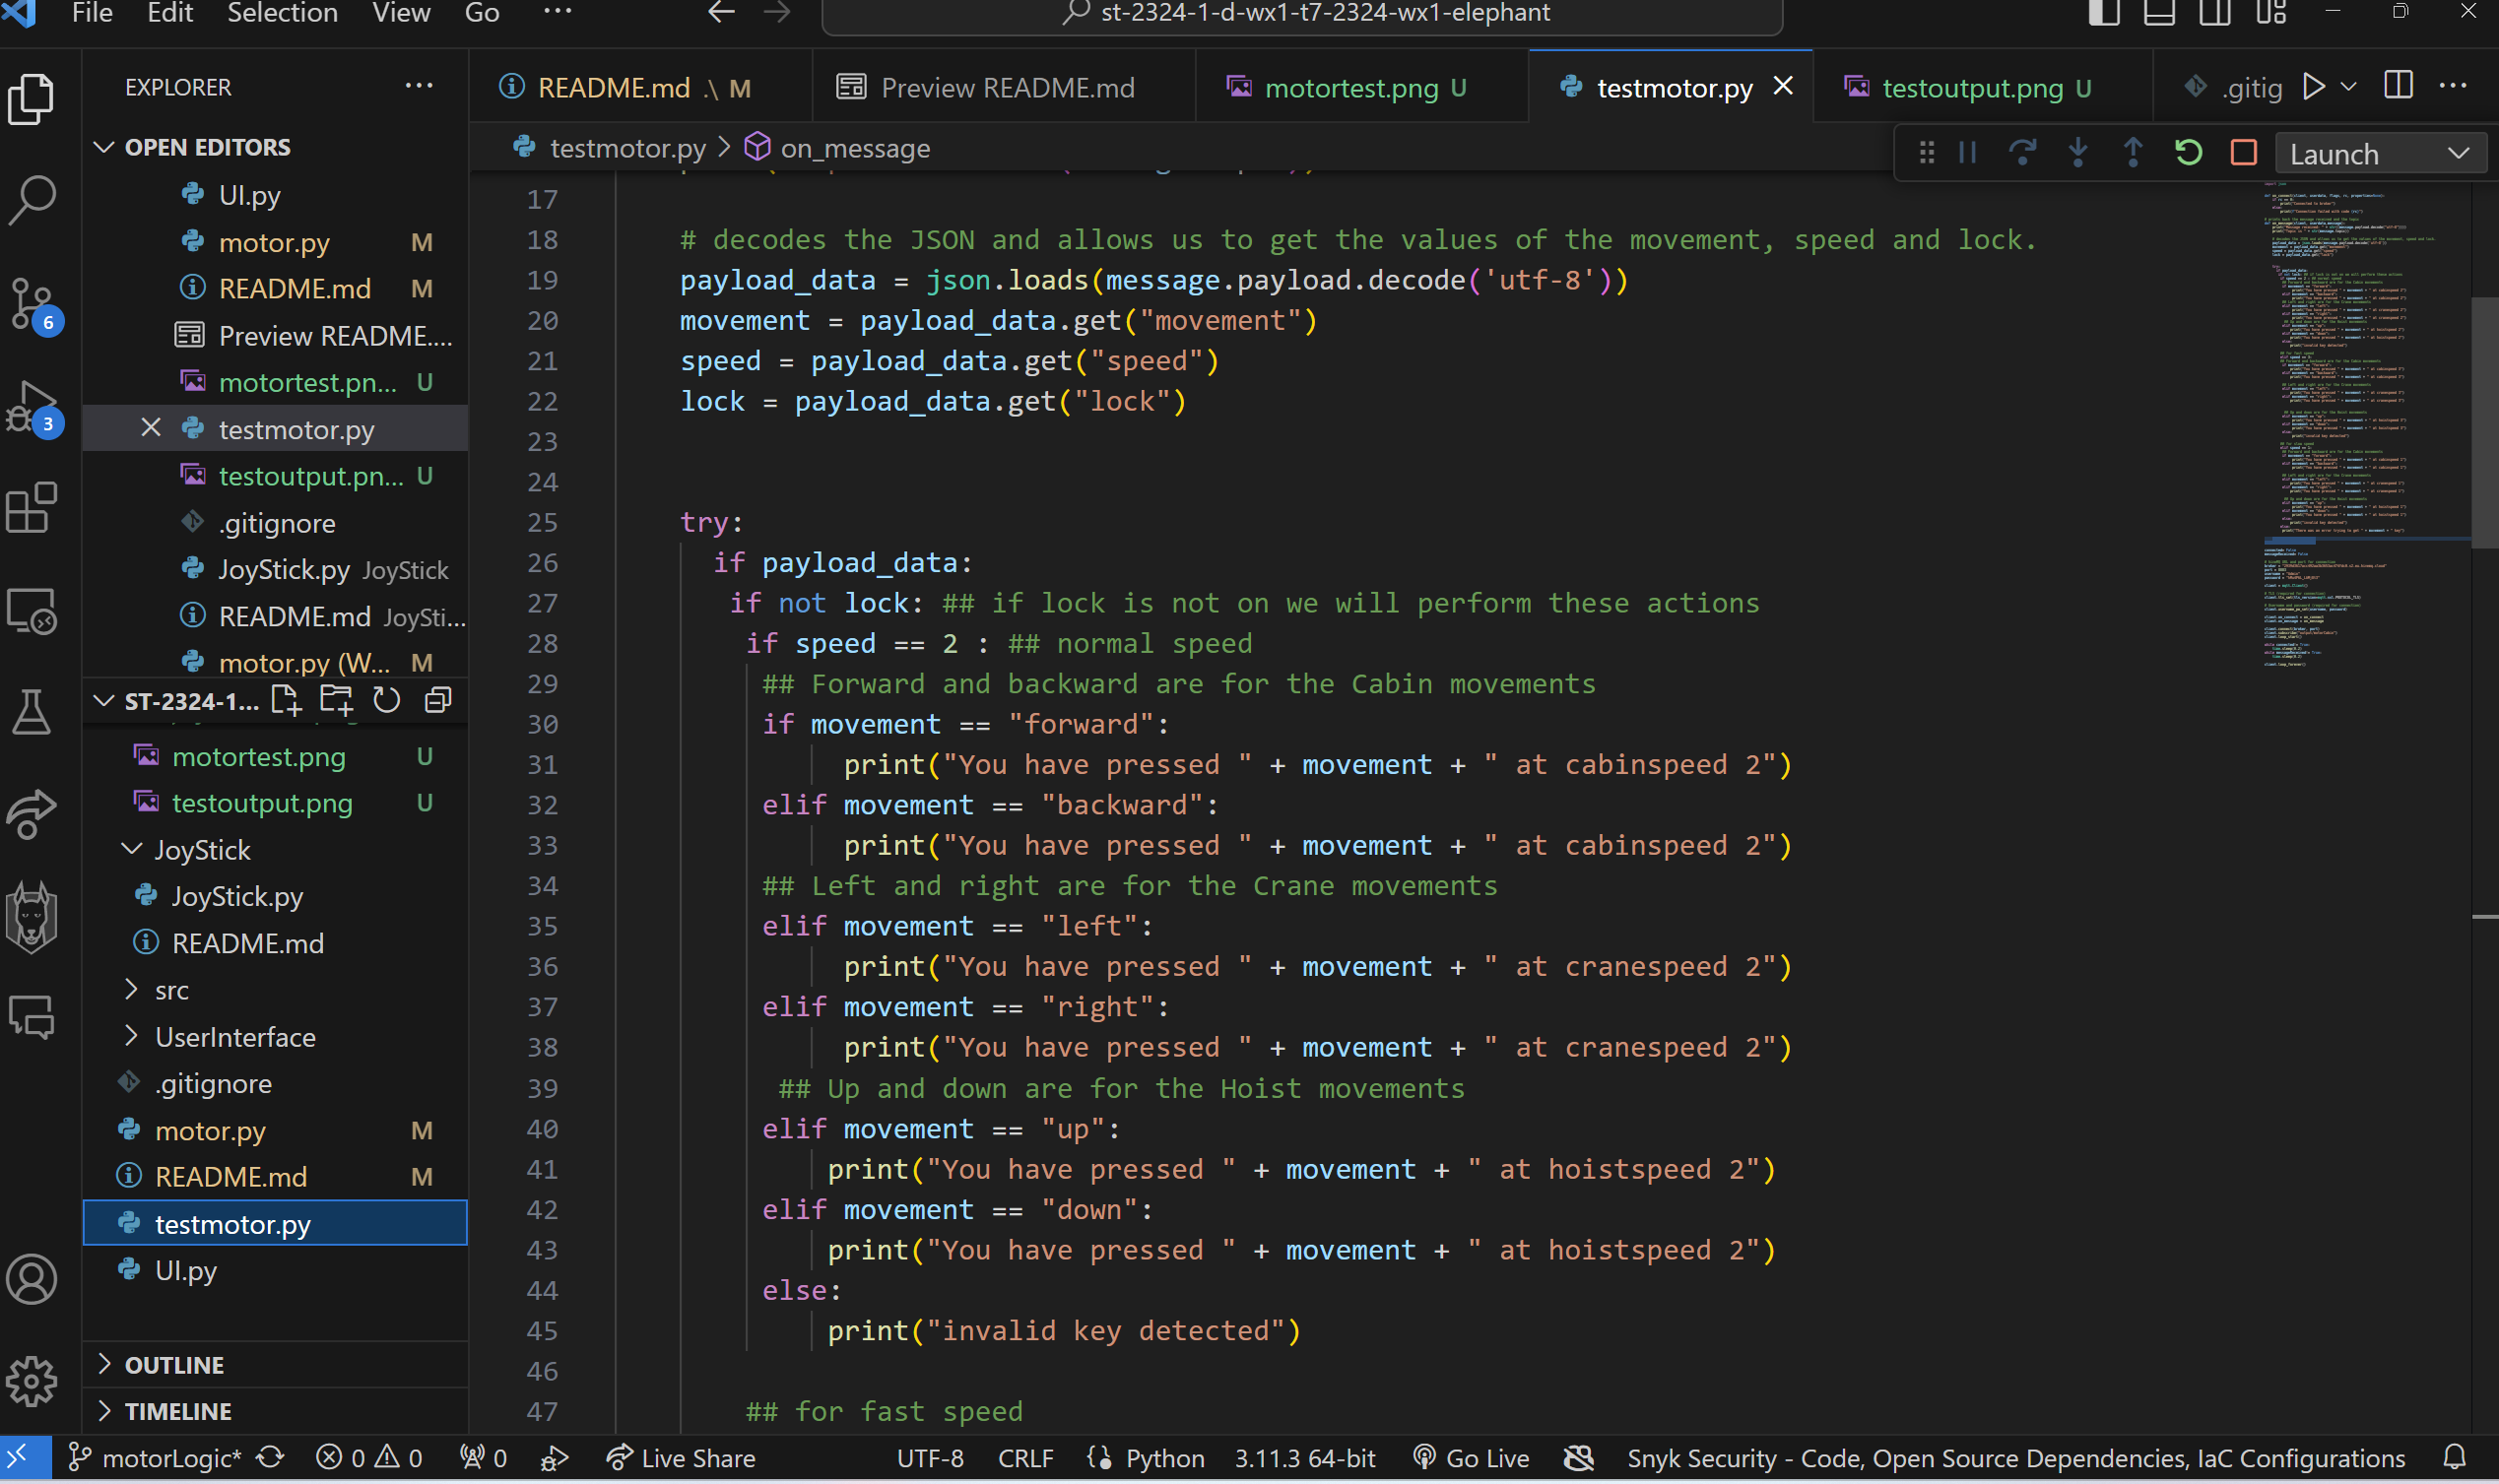 File Edit Selection View Go ... st-2324-1-d-wx1-t7-2324-wx1-elephant
EXPLORER ...
README.md .\ M Preview README.md motortest.png U testmotor.py testoutput.png U .gitig ...
OPEN EDITORS
testmotor.py > on_message
Launch
UI.py
motor.py M
README.md M
Preview README....
motortest.pn... U
testmotor.py
testoutput.pn... U
.gitignore
JoyStick.py JoyStick
README.md JoySti...
motor.py (W... M
ST-2324-1...
motortest.png U
testoutput.png U
JoyStick
JoyStick.py
README.md
src
UserInterface
.gitignore
motor.py M
README.md M
testmotor.py
UI.py
OUTLINE
TIMELINE
6
3
17
18 # decodes the JSON and allows us to get the values of the movement, speed and lock.
19 payload_data = json.loads(message.payload.decode('utf-8'))
20 movement = payload_data.get("movement")
21 speed = payload_data.get("speed")
22 lock = payload_data.get("lock")
23
24
25 try:
26 if payload_data:
27 if not lock: ## if lock is not on we will perform these actions
28 if speed == 2 : ## normal speed
29 ## Forward and backward are for the Cabin movements
30 if movement == "forward":
31 print("You have pressed " + movement + " at cabinspeed 2")
32 elif movement == "backward":
33 print("You have pressed " + movement + " at cabinspeed 2")
34 ## Left and right are for the Crane movements
35 elif movement == "left":
36 print("You have pressed " + movement + " at cranespeed 2")
37 elif movement == "right":
38 print("You have pressed " + movement + " at cranespeed 2")
39 ## Up and down are for the Hoist movements
40 elif movement == "up":
41 print("You have pressed " + movement + " at hoistspeed 2")
42 elif movement == "down":
43 print("You have pressed " + movement + " at hoistspeed 2")
44 else:
45 print("invalid key detected")
46
47 ## for fast speed
motorLogic* 0 0 0 Live Share UTF-8 CRLF Python 3.11.3 64-bit Go Live Snyk Security - Code, Open Source Dependencies, IaC Configurations